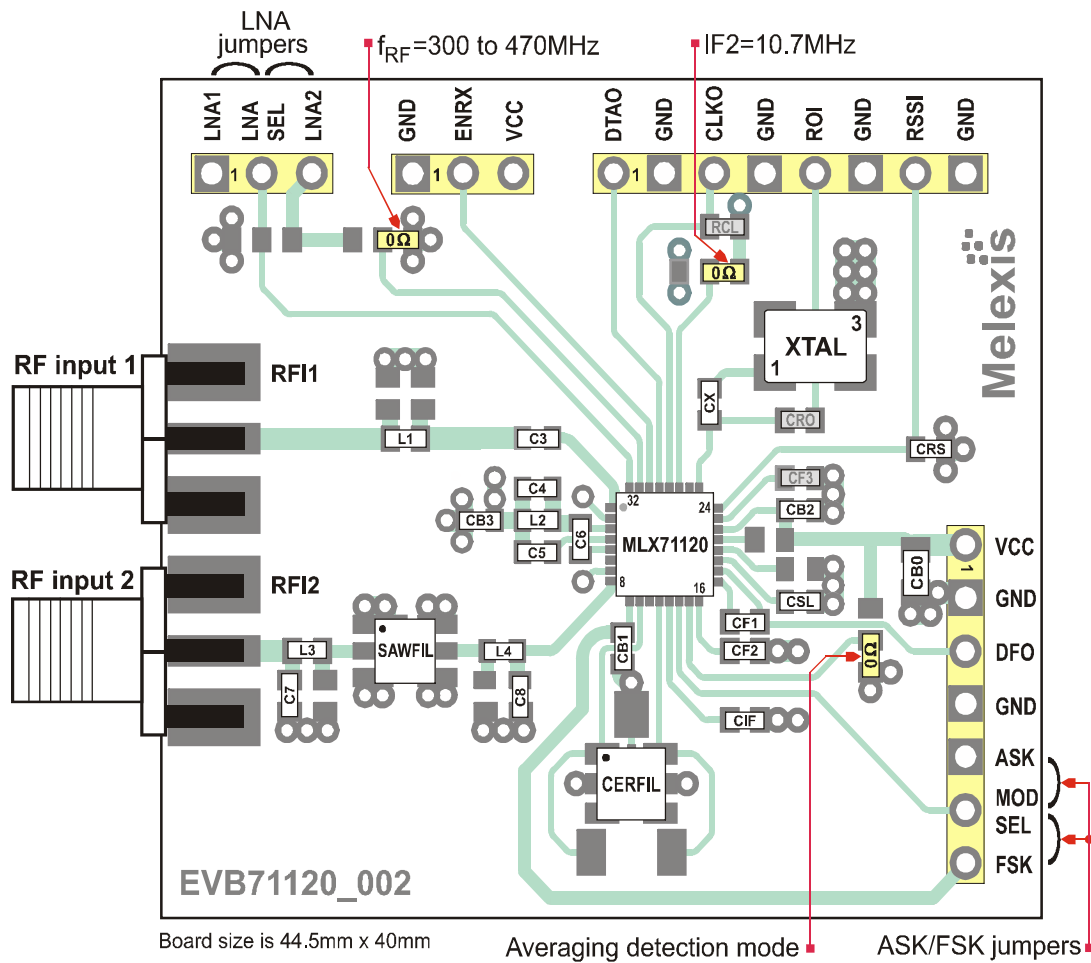 LNA
jumpers
fRF=300 to 470MHz
IF2=10.7MHz
LNA1
LNA
SEL
LNA2
GND
ENRX
VCC
DTAO
GND
CLKO
GND
ROI
GND
RSSI
GND
1
1
1
0Ω
RCL
0Ω
Melexis
XTAL
3
1
RF input 1
RFI1
CX
CRO
L1
C3
CRS
C4
CF3
CB3
L2
C6
CB2
C5
32
24
MLX71120
8
16
RF input 2
RFI2
CSL
CB0
VCC
1
GND
CF1
L3
SAWFIL
L4
CB1
CF2
0Ω
DFO
C7
C8
CIF
GND
CERFIL
ASK
MOD
SEL
FSK
EVB71120_002
Board size is 44.5mm x 40mm
Averaging detection mode
ASK/FSK jumpers